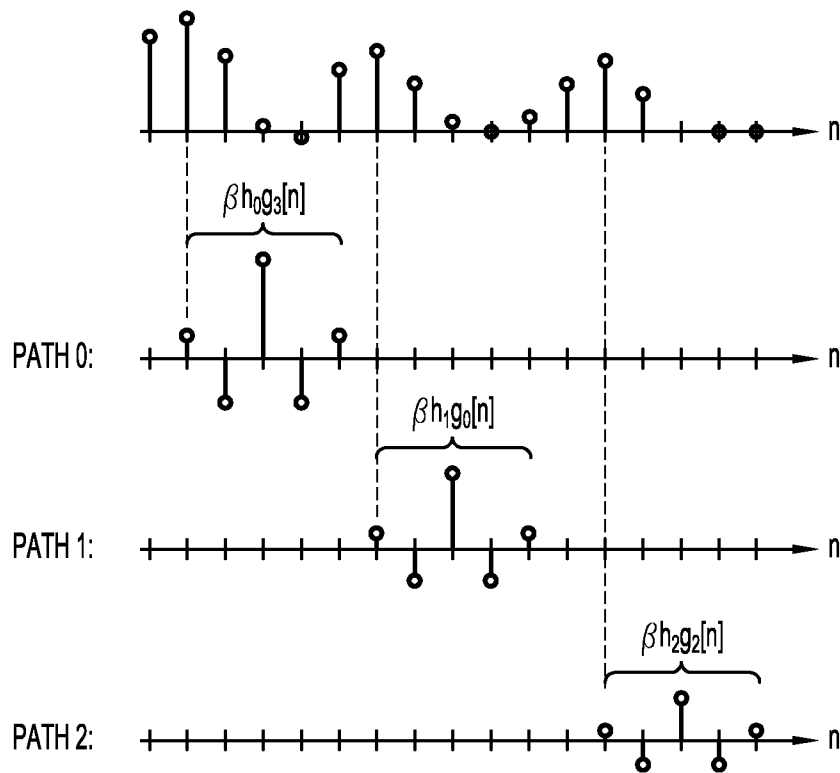 n
βh₀g₃[n]
PATH 0:
n
βh₁g₀[n]
PATH 1:
n
βh₂g₂[n]
PATH 2:
n